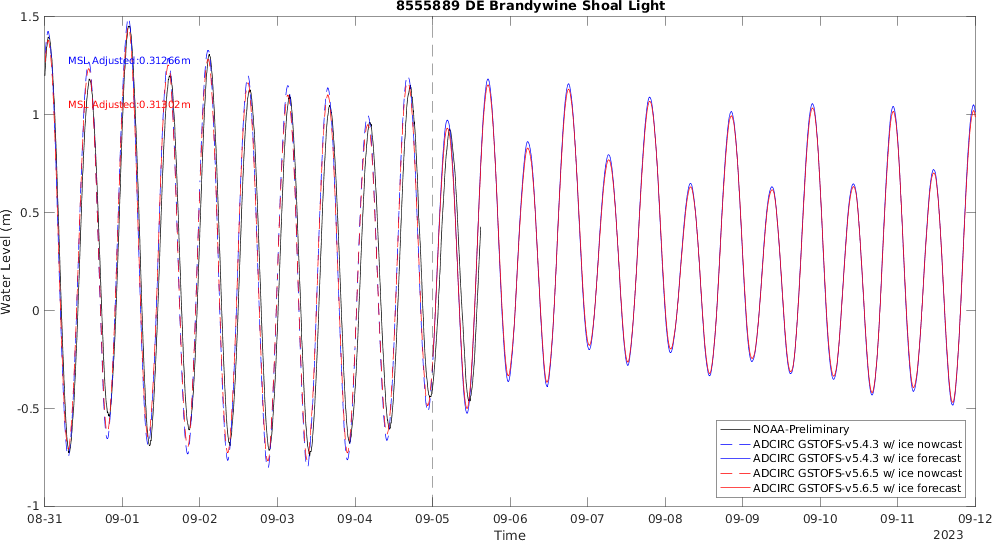 8555889 DE Brandywine Shoal Light
1.5
1
0.5
0
-0.5
-1
Water Level (m)
MSL Adjusted:0.31266m
MSL Adjusted:0.31302m
NOAA-Preliminary
ADCIRC GSTOFS-v5.4.3 w/ ice nowcast
ADCIRC GSTOFS-v5.4.3 w/ ice forecast
ADCIRC GSTOFS-v5.6.5 w/ ice nowcast
ADCIRC GSTOFS-v5.6.5 w/ ice forecast
08-31 09-01 09-02 09-03 09-04 09-05 09-06 09-07 09-08 09-09 09-10 09-11 09-12
Time
2023